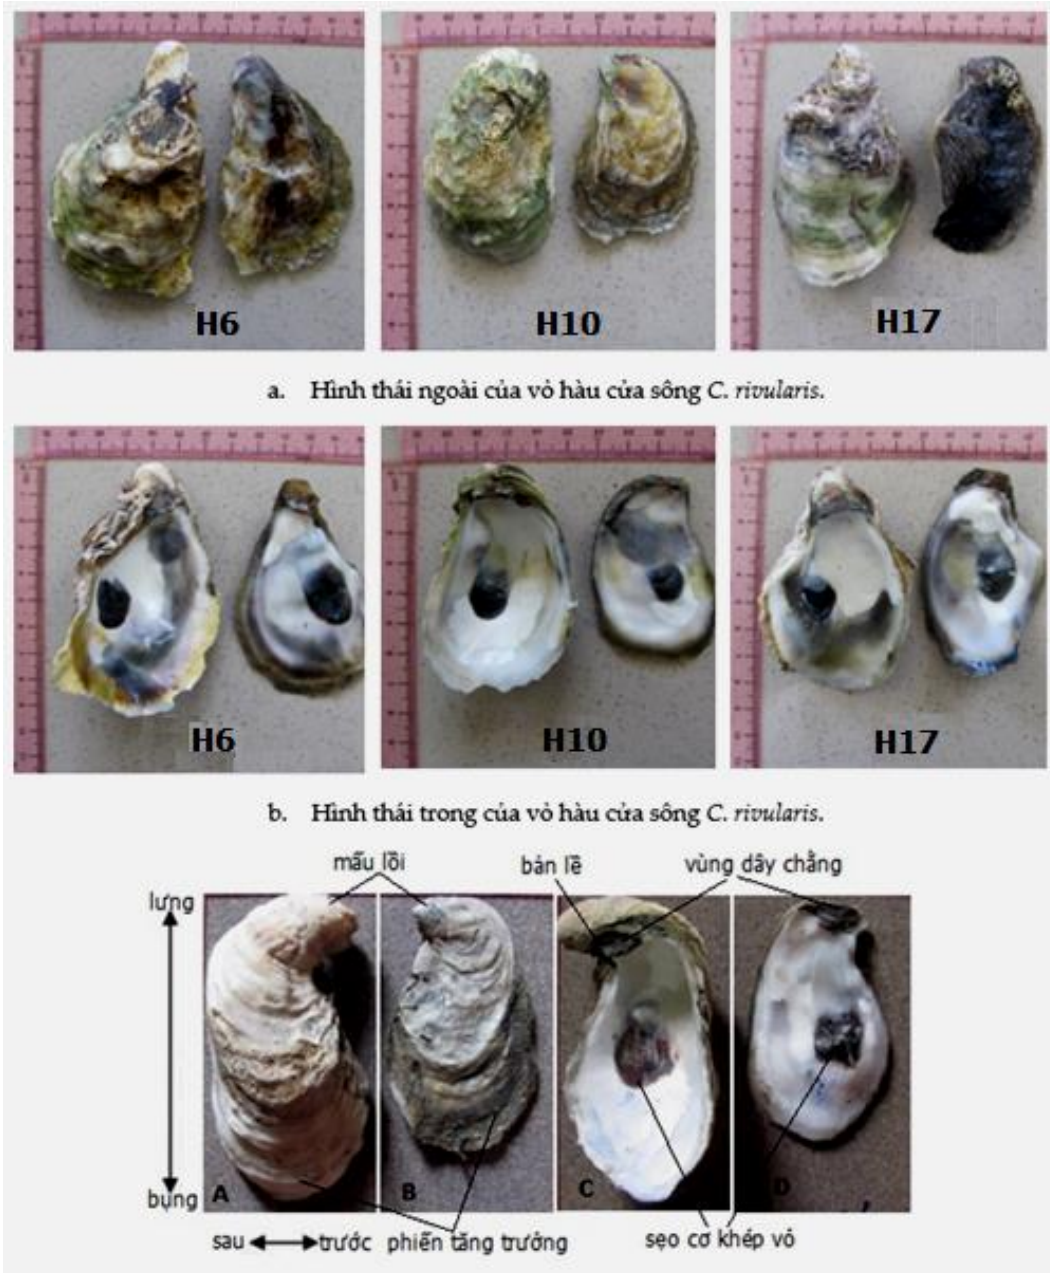 H6
H10
H17
a. Hình thái ngoài của vỏ hàu cửa sông C. rivularis.
H6
H10
H17
b. Hình thái trong của vỏ hàu cửa sông C. rivularis.
mấu lồi
bản lề
vùng dây chằng
lưng
A
B
C
D
bụng
sau
trước
phiến tăng trưởng
sẹo cơ khép vỏ